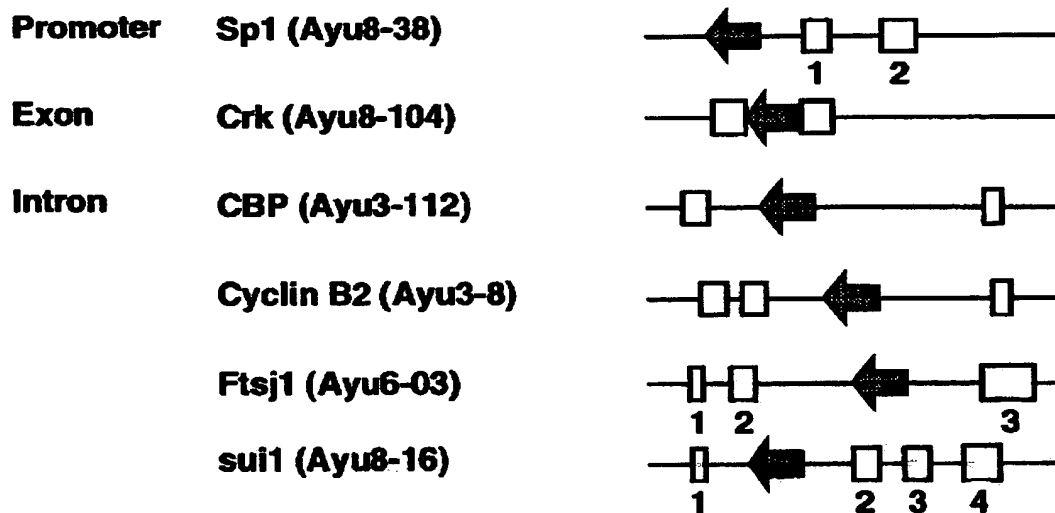 Promoter Sp1 (Ayu8-38)
1 2
Exon Crk (Ayu8-104)
Intron CBP (Ayu3-112)
Cyclin B2 (Ayu3-8)
Ftsj1 (Ayu6-03)
1 2 3
sui1 (Ayu8-16)
1 2 3 4